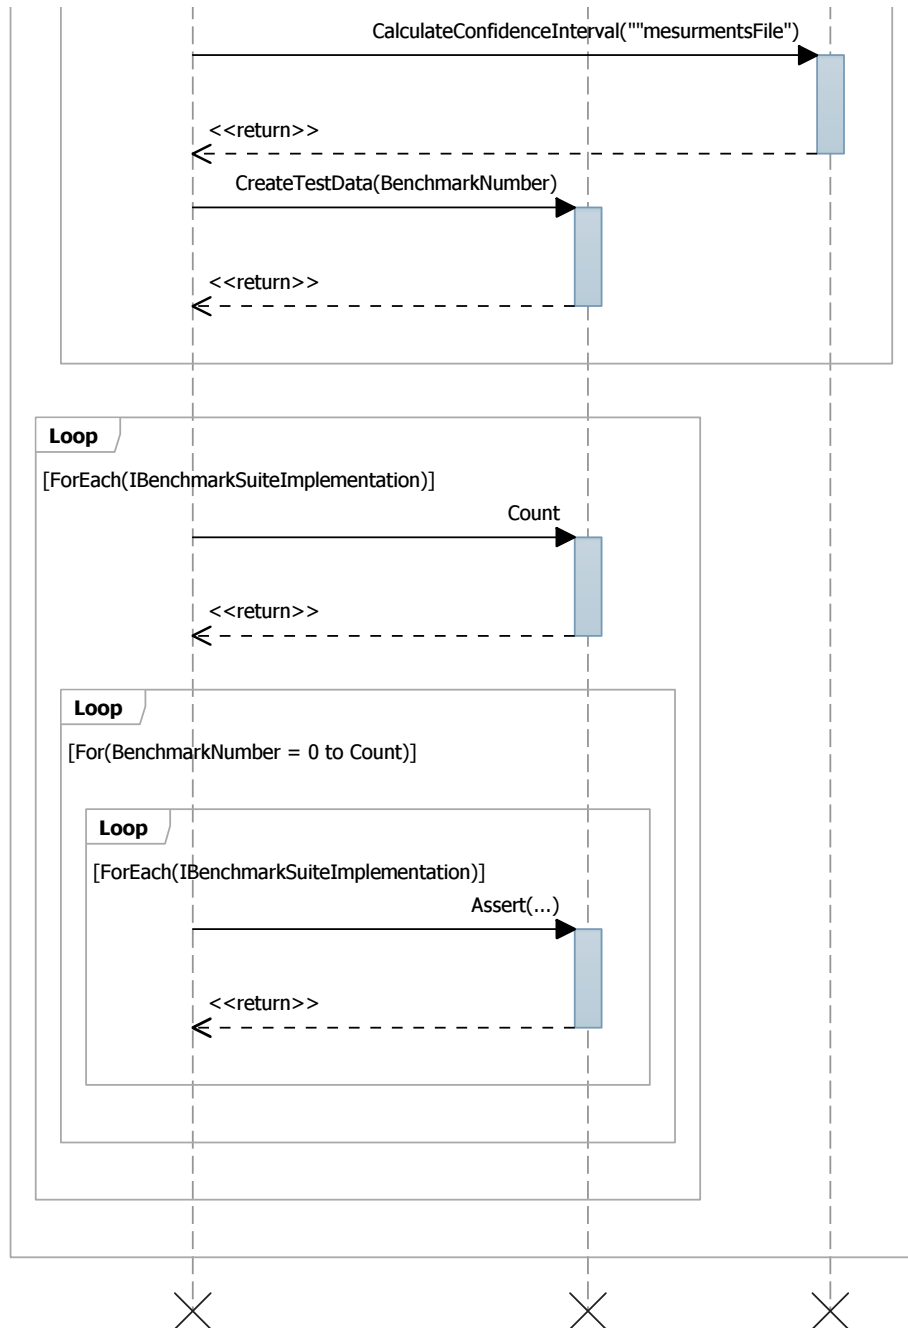 CalculateConfidenceInterval(""mesurmentsFile")
<<return>>
CreateTestData(BenchmarkNumber)
<<return>>
Loop
[ForEach(IBenchmarkSuiteImplementation)]
Count
<<return>>
Loop
[For(BenchmarkNumber = 0 to Count)]
Loop
[ForEach(IBenchmarkSuiteImplementation)]
Assert(...)
<<return>>